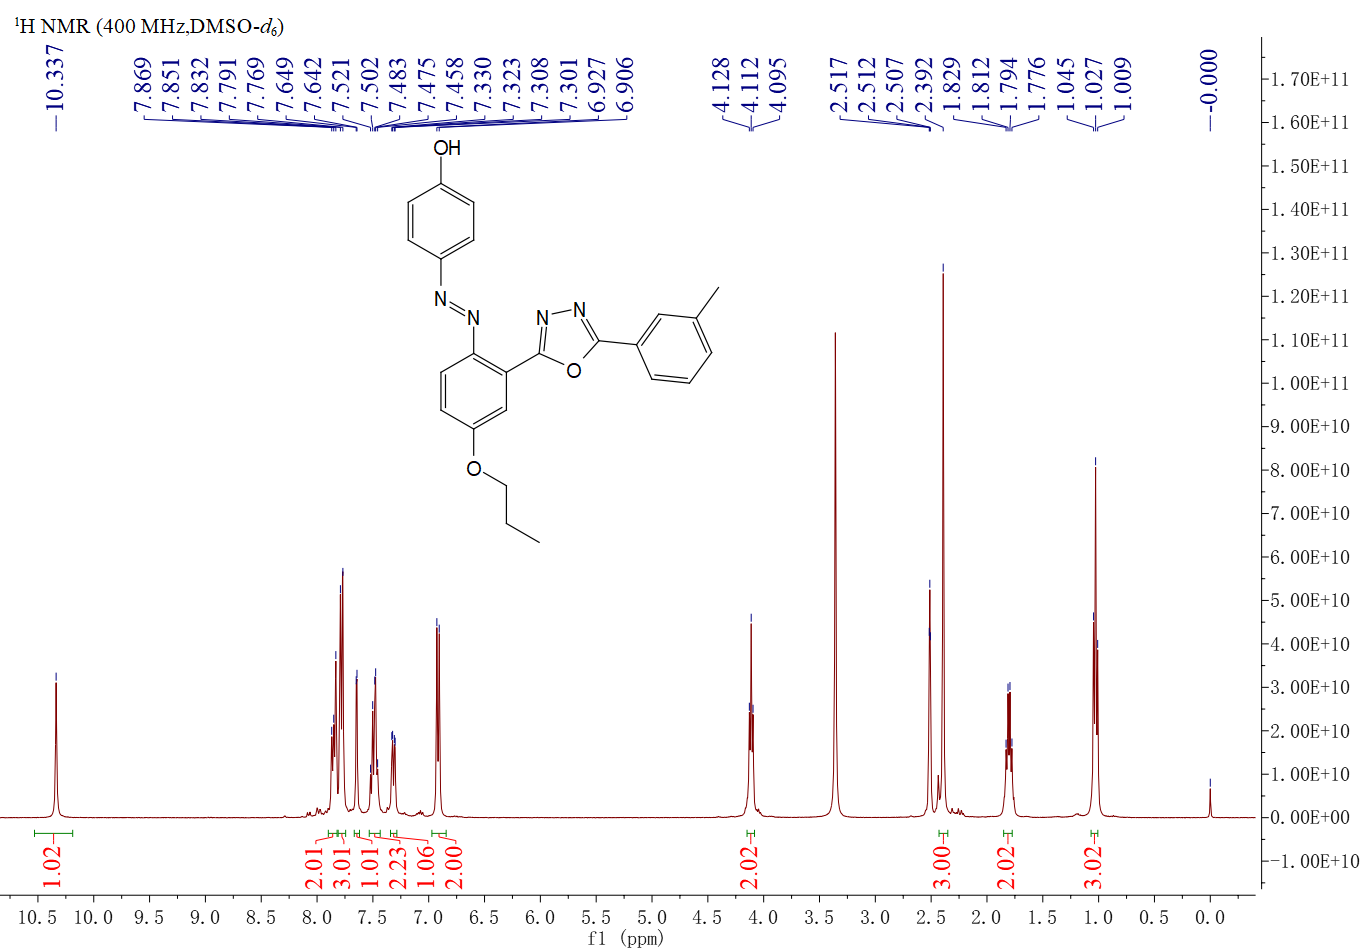 ¹H NMR (400 MHz,DMSO-d₆)
—10.337
7.869
7.851
7.832
7.791
7.769
7.649
7.642
7.521
7.502
7.483
7.475
7.458
7.330
7.323
7.308
7.301
6.927
6.906
4.128
4.112
4.095
2.517
2.512
2.507
2.392
1.829
1.812
1.794
1.776
1.045
1.027
1.009
—-0.000
OH
N
N
N
N
O
O
1.70E+11
1.60E+11
1.50E+11
1.40E+11
1.30E+11
1.20E+11
1.10E+11
1.00E+11
9.00E+10
8.00E+10
7.00E+10
6.00E+10
5.00E+10
4.00E+10
3.00E+10
2.00E+10
1.00E+10
0.00E+00
-1.00E+10
1.02
2.01
3.01
1.01
2.23
1.06
2.00
2.02
3.00
2.02
3.02
10.5 10.0 9.5 9.0 8.5 8.0 7.5 7.0 6.5 6.0 5.5 5.0 4.5 4.0 3.5 3.0 2.5 2.0 1.5 1.0 0.5 0.0
f1 (ppm)